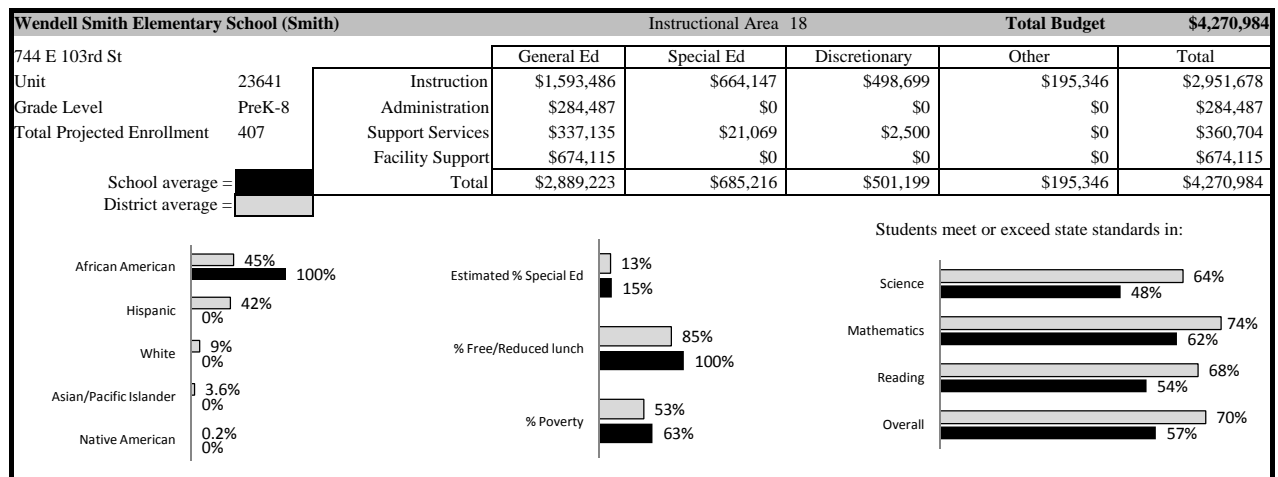 Wendell Smith Elementary School (Smith) Instructional Area 18 Total Budget $4,270,984
744 E 103rd St General Ed Special Ed Discretionary Other Total
Unit 23641 Instruction $1,593,486 $664,147 $498,699 $195,346 $2,951,678
Grade Level PreK-8 Administration $284,487 $0 $0 $0 $284,487
Total Projected Enrollment 407 Support Services $337,135 $21,069 $2,500 $0 $360,704
Facility Support $674,115 $0 $0 $0 $674,115
School average = Total $2,889,223 $685,216 $501,199 $195,346 $4,270,984
District average =
African American 45% 100%
Hispanic 42% 0%
White 9% 0%
Asian/Pacific Islander 3.6% 0%
Native American 0.2% 0%
Estimated % Special Ed 13% 15%
% Free/Reduced lunch 85% 100%
% Poverty 53% 63%
Students meet or exceed state standards in:
Science 64% 48%
Mathematics 74% 62%
Reading 68% 54%
Overall 70% 57%